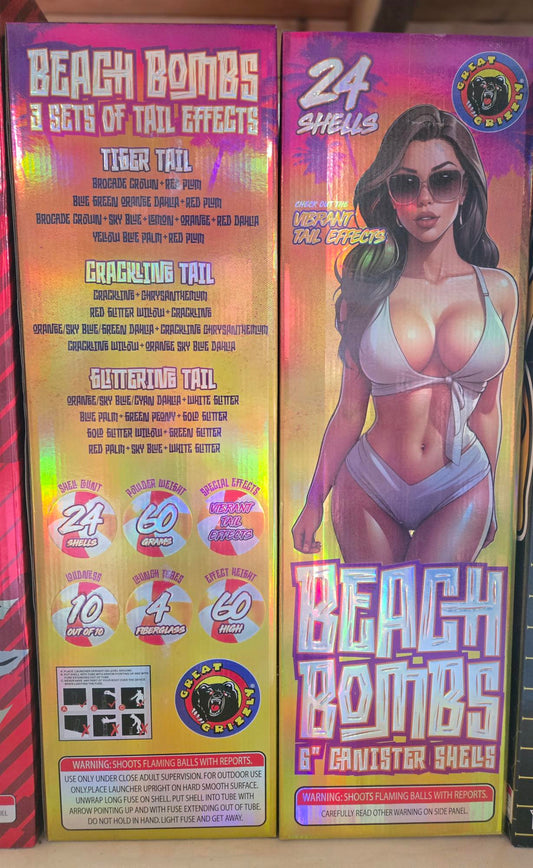 BEACH BOMBS
3 SETS OF TAIL EFFECTS
TIGER TAIL
BROCADE CROWN + RED PLUM
BLUE GREEN ORANGE DAHLIA + RED PLUM
BROCADE CROWN + SKY BLUE + LEMON + ORANGE + RED DAHLIA
YELLOW BLUE PALM + RED PLUM
CRACKLING TAIL
CRACKLING + CHRYSANTHEMUM
RED GLITTER WILLOW + CRACKLING
ORANGE/SKY BLUE/GREEN DAHLIA + CRACKLING CHRYSANTHEMUM
CRACKLING WILLOW + ORANGE SKY BLUE DAHLIA
GLITTERING TAIL
ORANGE/SKY BLUE/CYAN DAHLIA + WHITE GLITTER
BLUE PALM + GREEN PEONY + GOLD GLITTER
GOLD GLITTER WILLOW + GREEN GLITTER
RED PALM + SKY BLUE + WHITE GLITTER
SHELL COUNT
24
SHELLS
POWDER WEIGHT
60
GRAMS
SPECIAL EFFECTS
VIBRANT
TAIL
EFFECTS
LOUDNESS
10
OUT OF 10
LAUNCH TUBES
4
FIBERGLASS
EFFECT HEIGHT
60
HIGH
GREAT
GRIZZLY
WARNING: SHOOTS FLAMING BALLS WITH REPORTS.
USE ONLY UNDER CLOSE ADULT SUPERVISION. FOR OUTDOOR USE
ONLY.PLACE LAUNCHER UPRIGHT ON HARD SMOOTH SURFACE.
UNWRAP LONG FUSE ON SHELL. PUT SHELL INTO TUBE WITH
ARROW POINTING UP AND WITH FUSE EXTENDING OUT OF TUBE.
DO NOT HOLD IN HAND. LIGHT FUSE AND GET AWAY.
24
SHELLS
GREAT
GRIZZLY
CHECK OUT THE
VIBRANT
TAIL EFFECTS
BEACH
BOMBS
6" CANISTER SHELLS
WARNING: SHOOTS FLAMING BALLS WITH REPORTS.
CAREFULLY READ OTHER WARNING ON SIDE PANEL.